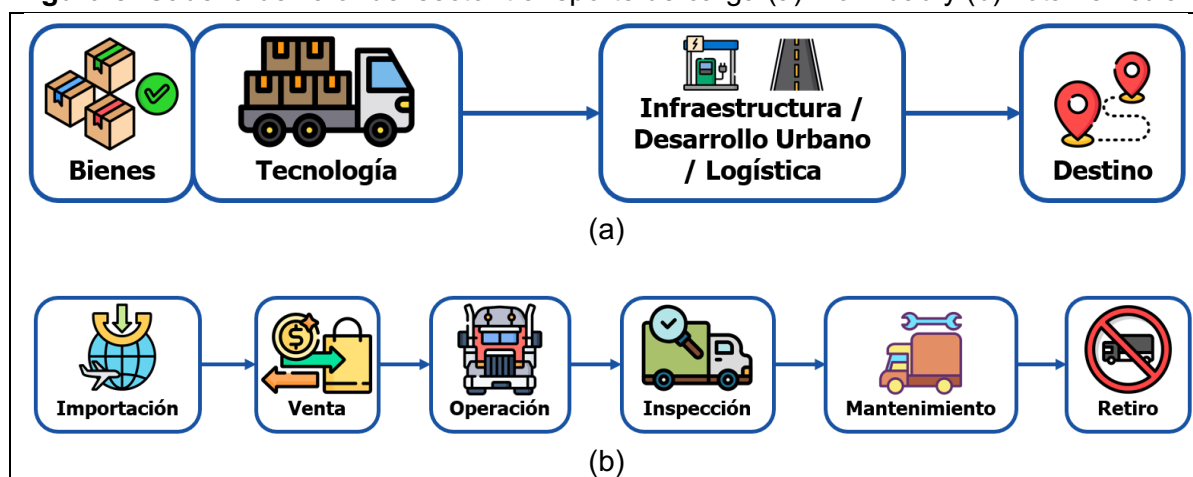 Bienes
Tecnología
Infraestructura /
Desarrollo Urbano
/ Logística
Destino
(a)
Importación
Venta
Operación
Inspección
Mantenimiento
Retiro
(b)